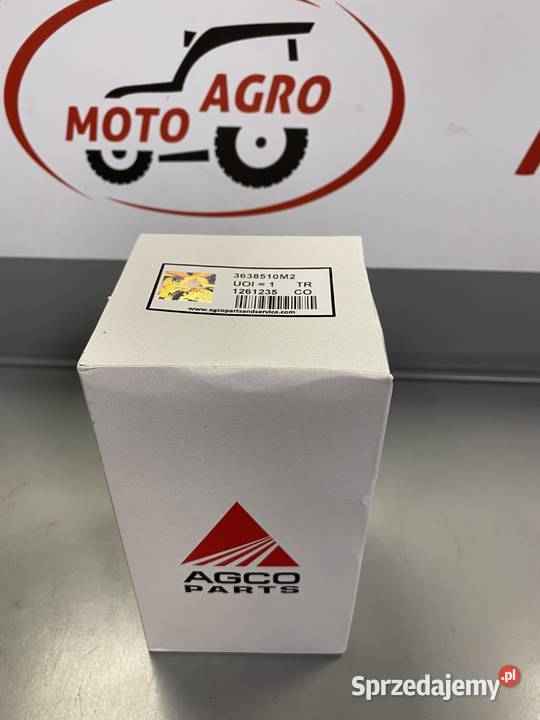 MOTO AGRO
3638510M2
UOI = 1 TR
1261235 CO
www.agcopartsandservice.com
AGCO
PARTS
Sprzedajemy.pl